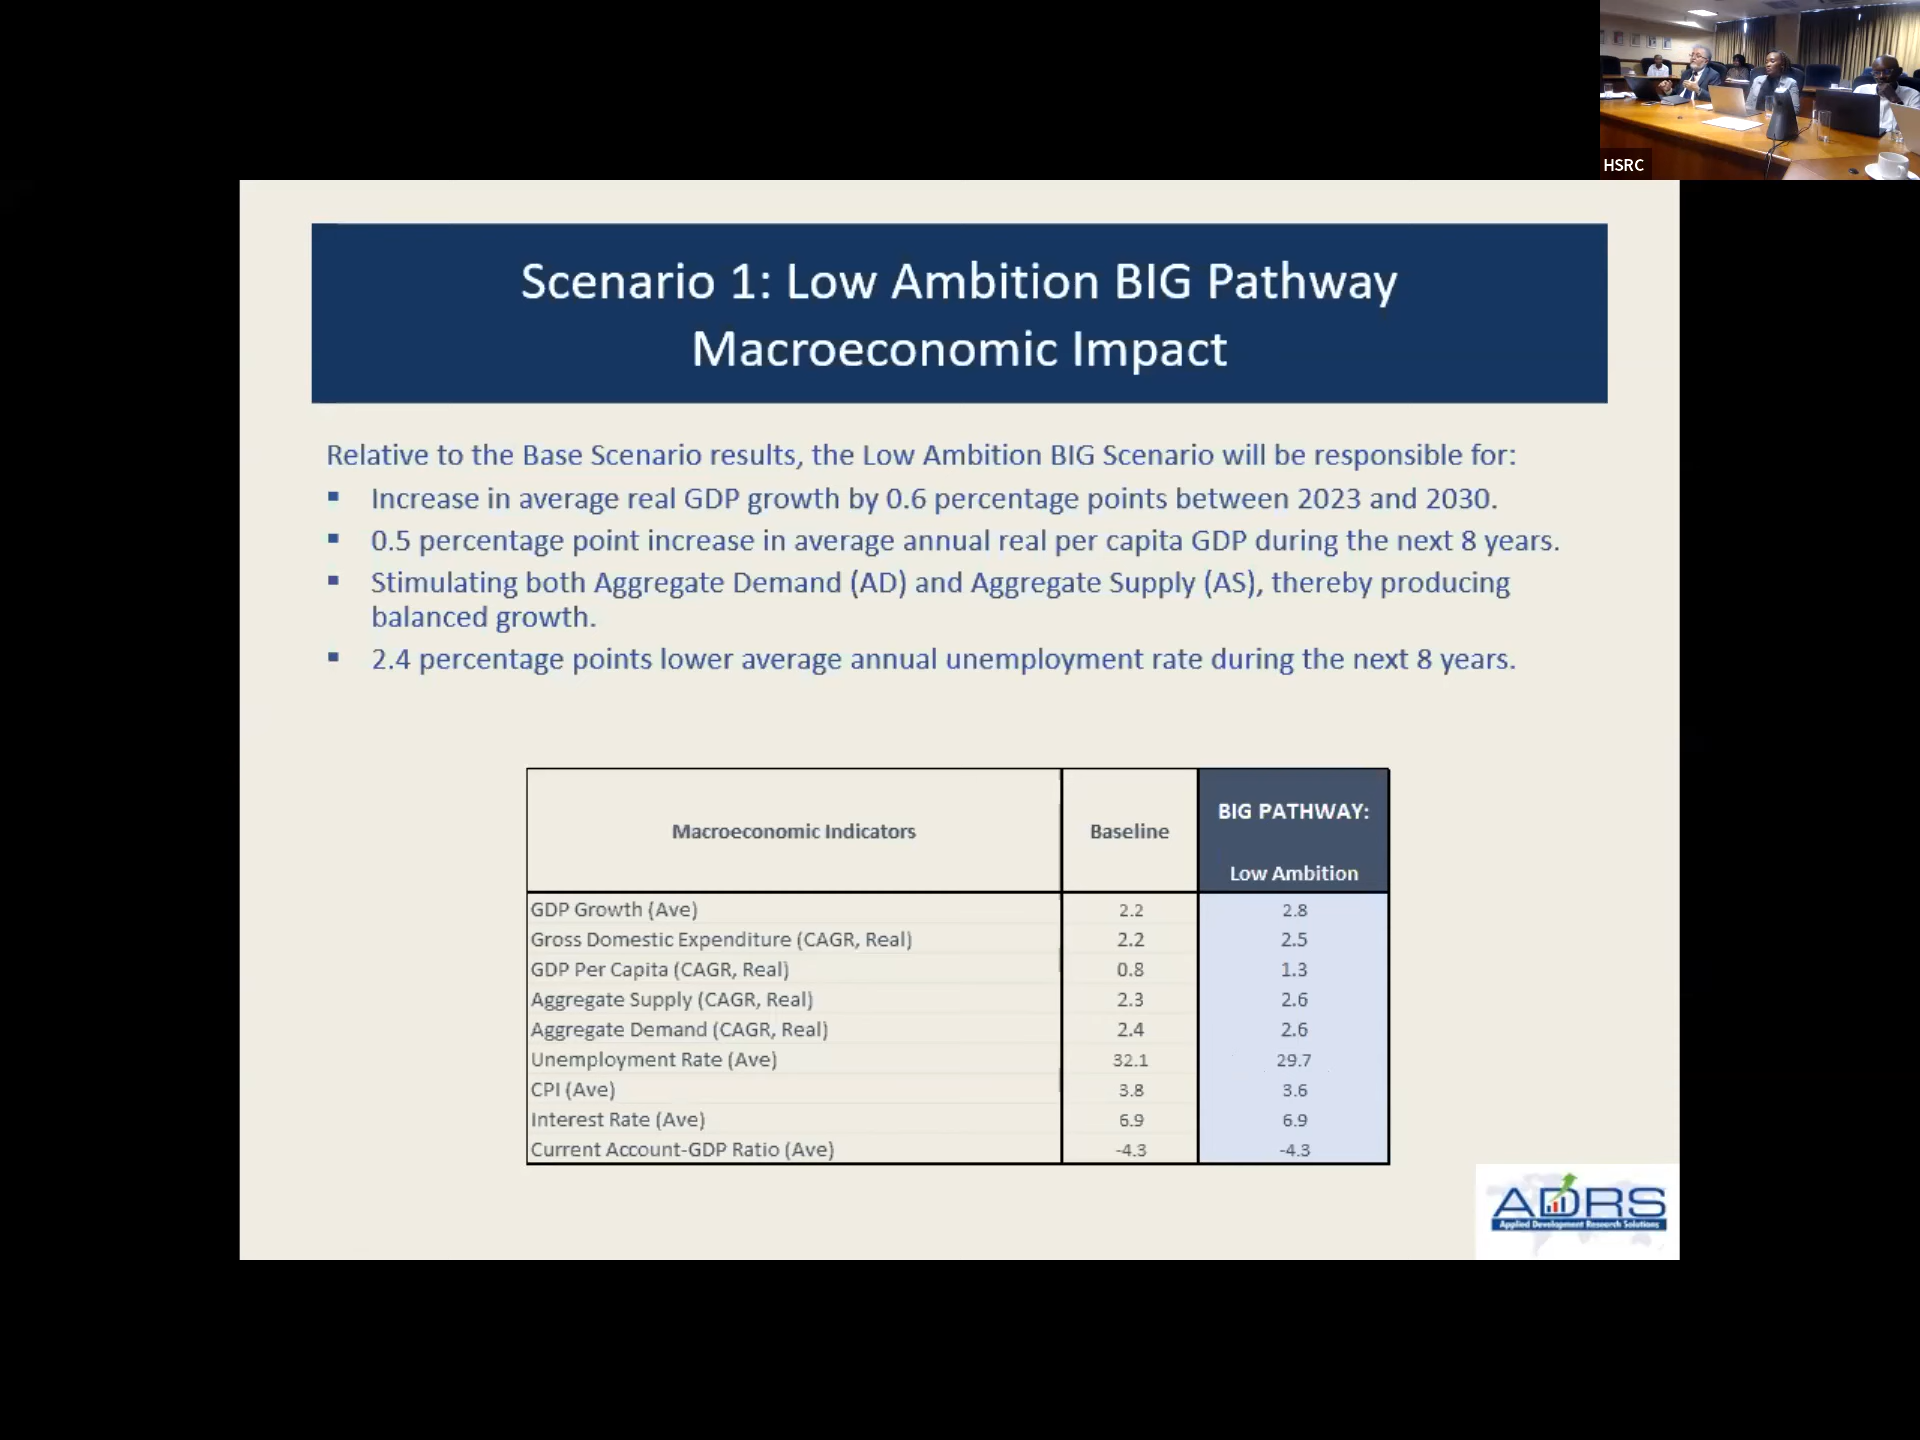 HSRC
Scenario 1: Low Ambition BIG Pathway
Macroeconomic Impact
Relative to the Base Scenario results, the Low Ambition BIG Scenario will be responsible for:
▪ Increase in average real GDP growth by 0.6 percentage points between 2023 and 2030.
▪ 0.5 percentage point increase in average annual real per capita GDP during the next 8 years.
▪ Stimulating both Aggregate Demand (AD) and Aggregate Supply (AS), thereby producing
balanced growth.
▪ 2.4 percentage points lower average annual unemployment rate during the next 8 years.
Macroeconomic Indicators Baseline BIG PATHWAY:
Low Ambition
GDP Growth (Ave) 2.2 2.8
Gross Domestic Expenditure (CAGR, Real) 2.2 2.5
GDP Per Capita (CAGR, Real) 0.8 1.3
Aggregate Supply (CAGR, Real) 2.3 2.6
Aggregate Demand (CAGR, Real) 2.4 2.6
Unemployment Rate (Ave) 32.1 29.7
CPI (Ave) 3.8 3.6
Interest Rate (Ave) 6.9 6.9
Current Account-GDP Ratio (Ave) -4.3 -4.3
ADRS
Applied Development Research Solutions